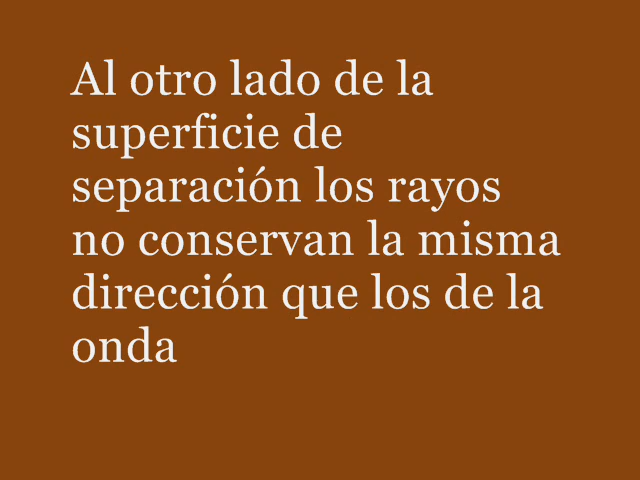 Al otro lado de la
superficie de
separación los rayos
no conservan la misma
dirección que los de la
onda